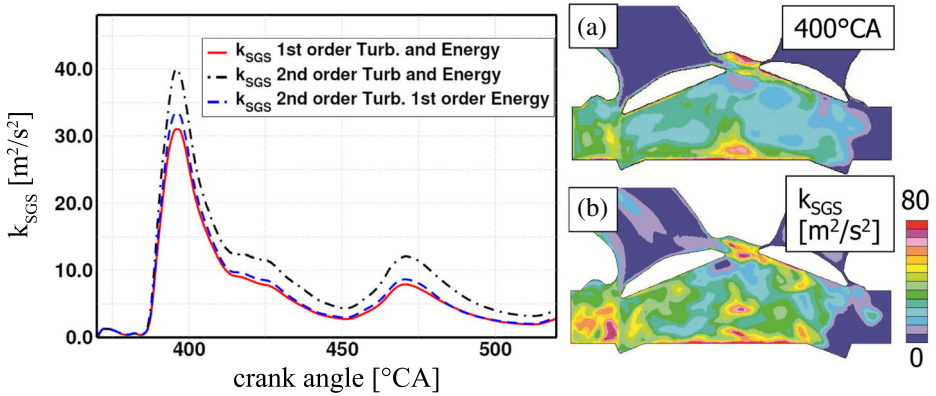 k_SGS [m²/s²]
40.0
30.0
20.0
10.0
0.0
k_SGS 1st order Turb. and Energy
k_SGS 2nd order Turb and Energy
k_SGS 2nd order Turb. 1st order Energy
400
450
500
crank angle [°CA]
(a)
400°CA
(b)
k_SGS
[m²/s²]
80
0